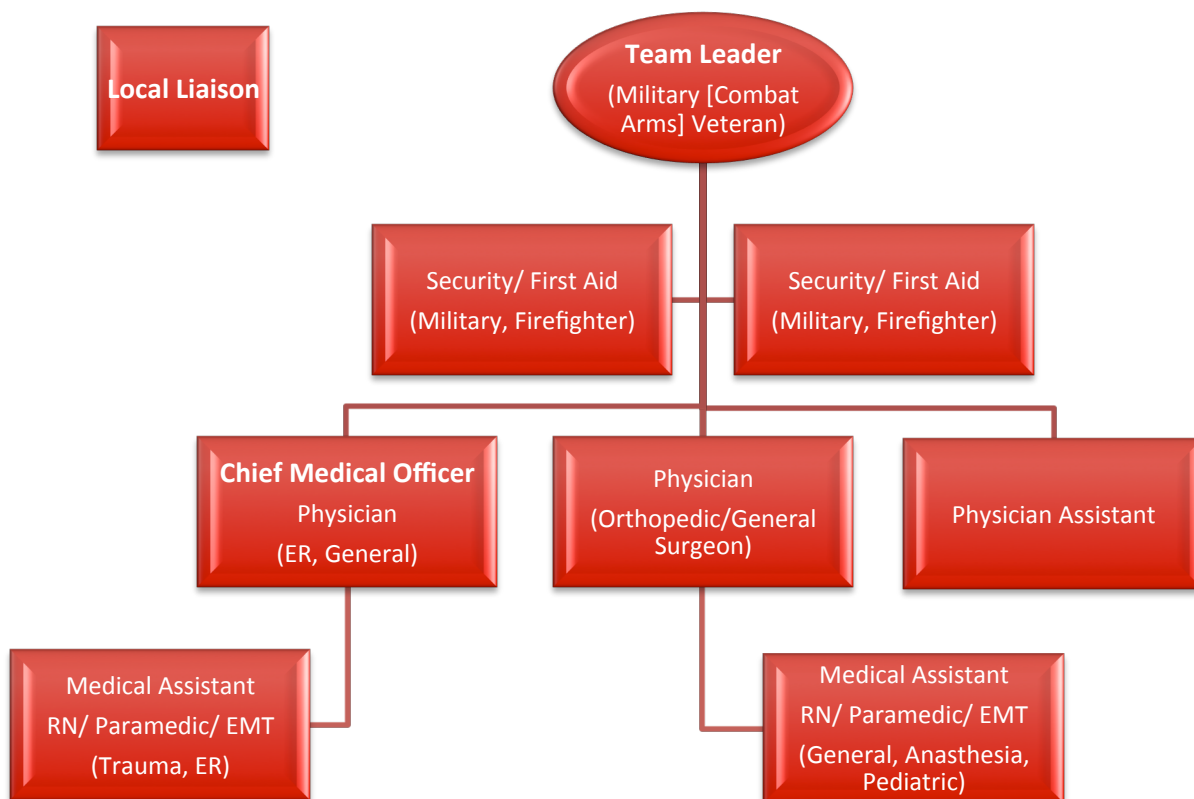 Local Liaison
Team Leader
(Military [Combat
Arms] Veteran)
Security/ First Aid
(Military, Firefighter)
Security/ First Aid
(Military, Firefighter)
Chief Medical Officer
Physician
(ER, General)
Physician
(Orthopedic/General
Surgeon)
Physician Assistant
Medical Assistant
RN/ Paramedic/ EMT
(Trauma, ER)
Medical Assistant
RN/ Paramedic/ EMT
(General, Anasthesia,
Pediatric)